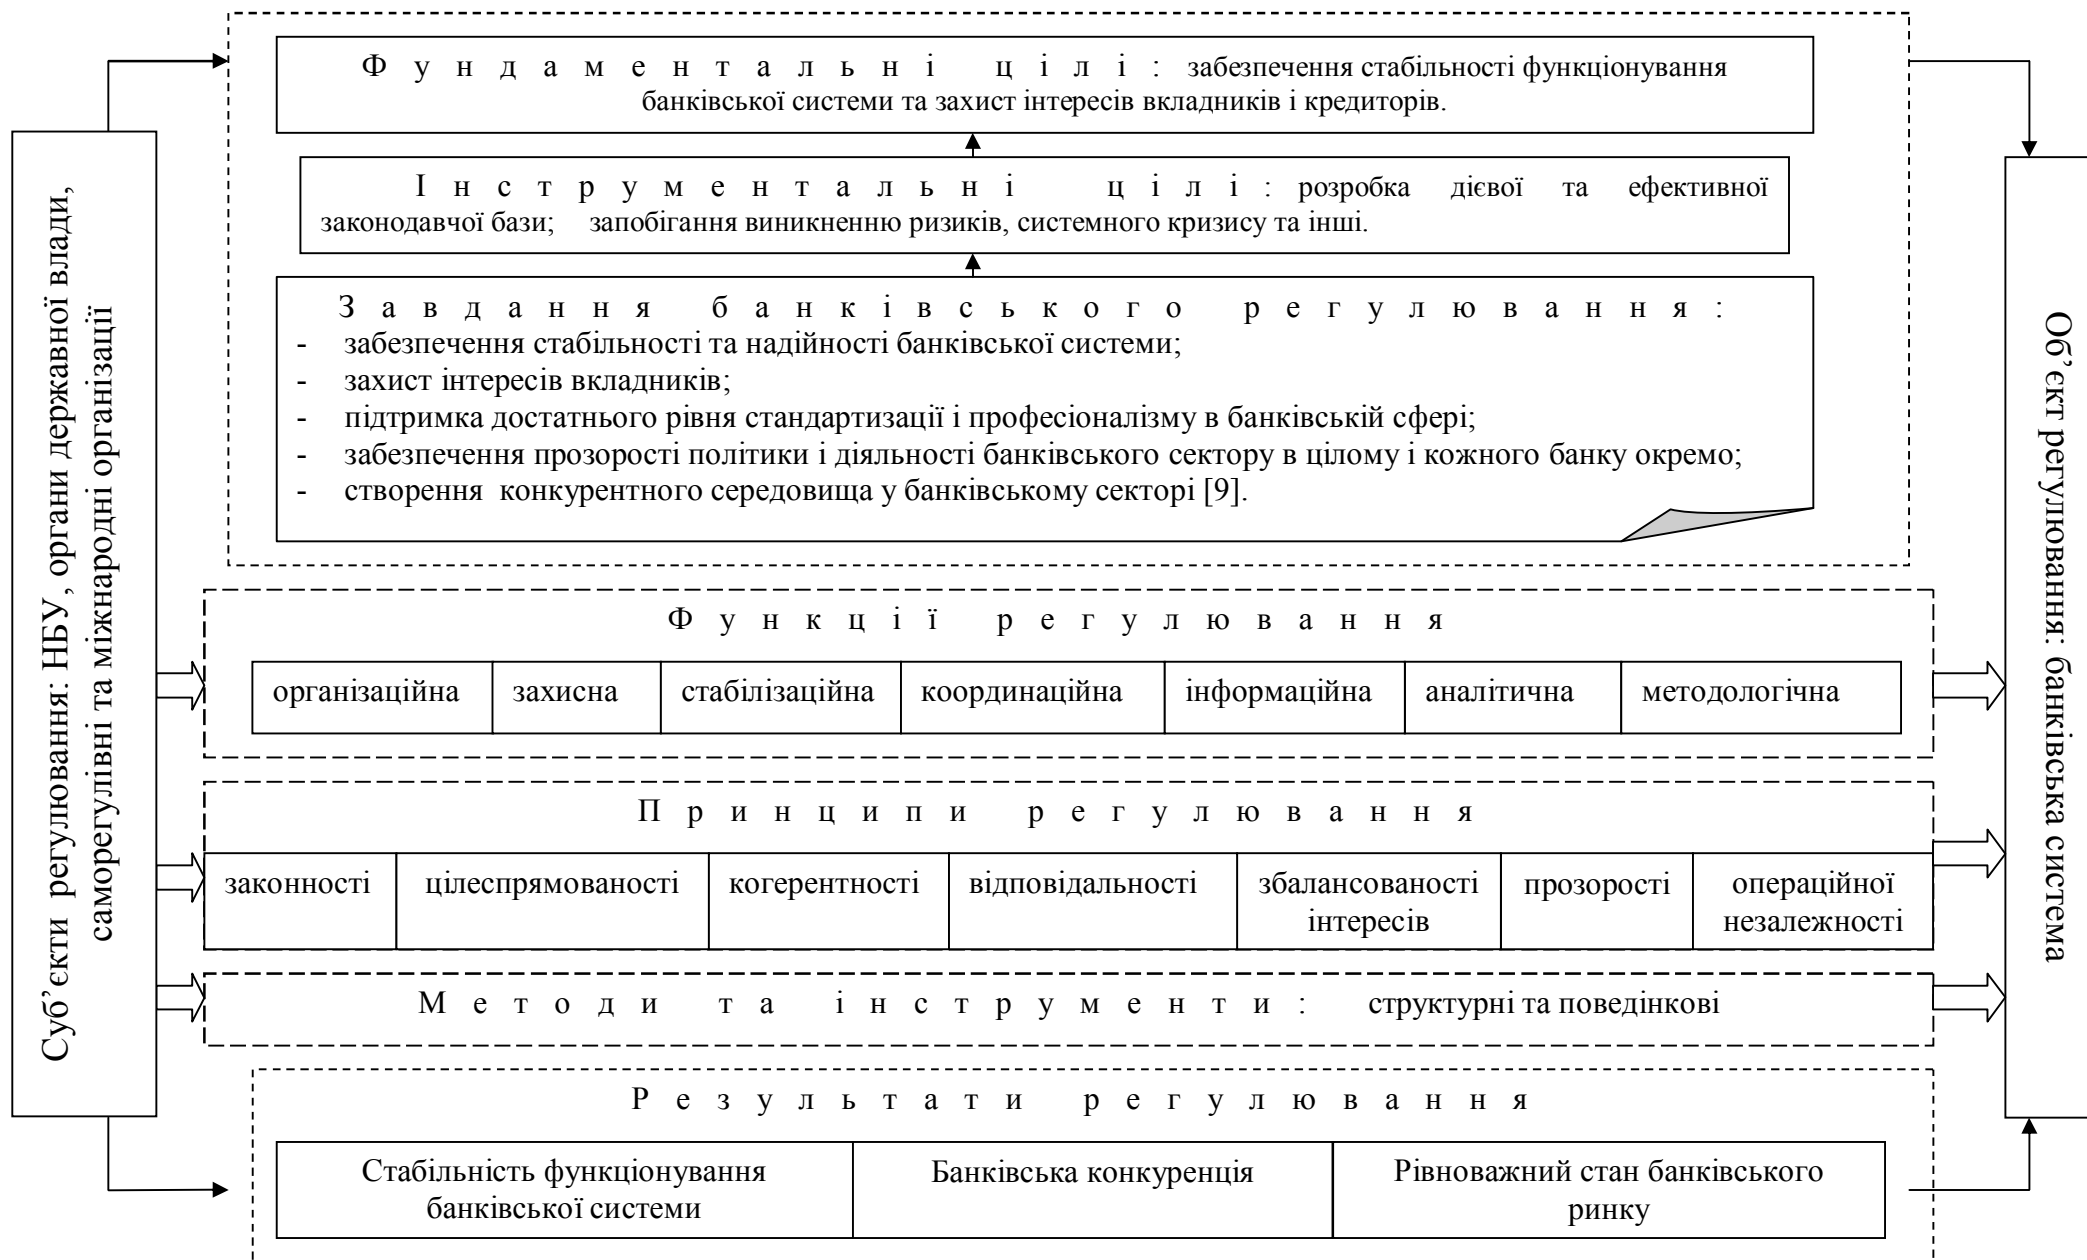 Суб’єкти регулювання: НБУ, органи державної влади,
саморегулівні та міжнародні організації
Фундаментальні цілі: забезпечення стабільності функціонування
банківської системи та захист інтересів вкладників і кредиторів.
Інструментальні цілі: розробка дієвої та ефективної
законодавчої бази; запобігання виникненню ризиків, системного кризису та інші.
Завдання банківського регулювання:
- забезпечення стабільності та надійності банківської системи;
- захист інтересів вкладників;
- підтримка достатнього рівня стандартизації і професіоналізму в банківській сфері;
- забезпечення прозорості політики і діяльності банківського сектору в цілому і кожного банку окремо;
- створення конкурентного середовища у банківському секторі [9].
Функції регулювання
організаційна захисна стабілізаційна координаційна інформаційна аналітична методологічна
Принципи регулювання
законності цілеспрямованості когерентності відповідальності збалансованості прозорості операційної
інтересів незалежності
Методи та інструменти: структурні та поведінкові
Результати регулювання
Стабільність функціонування Банківська конкуренція Рівноважний стан банківського
банківської системи ринку
Об’єкт регулювання: банківська система